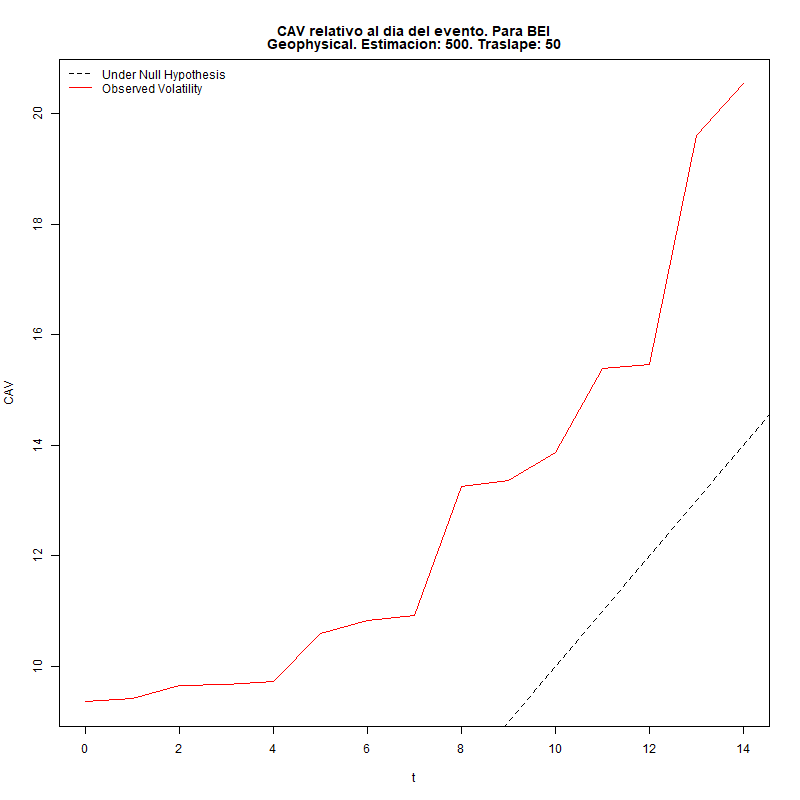 CAV relativo al dia del evento. Para BEI
Geophysical. Estimacion: 500. Traslape: 50
Under Null Hypothesis
Observed Volatility
20
18
16
14
12
10
CAV
0 2 4 6 8 10 12 14
t